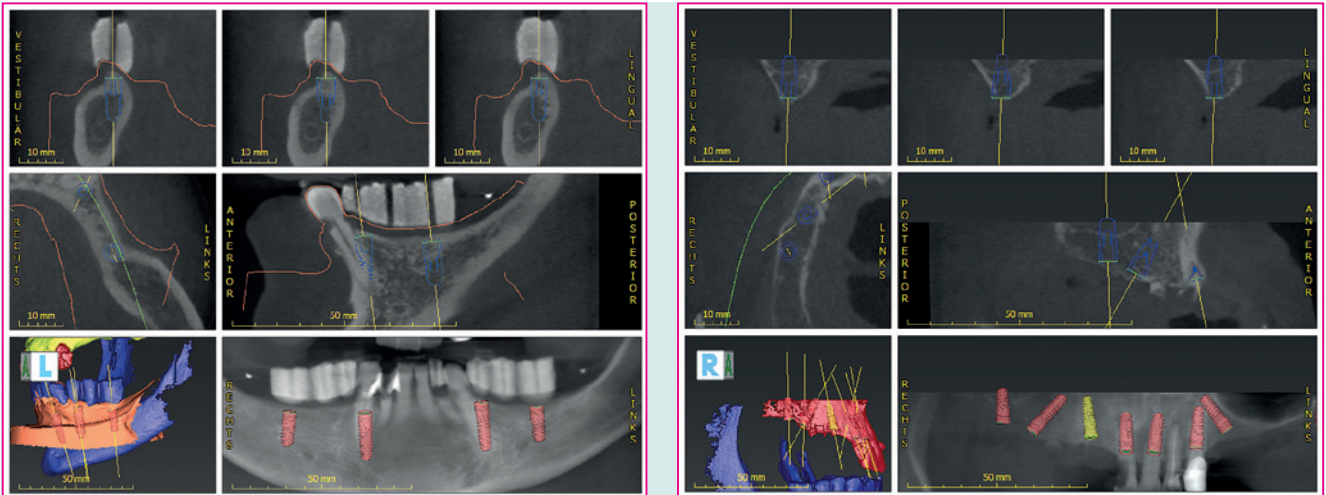 VESTIBULÄR
10 mm
10 mm
LINGUAL
10 mm
RECHTS
LINKS
10 mm
ANTERIOR
POSTERIOR
50 mm
A L
50 mm
RECHTS
LINKS
50 mm
VESTIBULÄR
10 mm
10 mm
LINGUAL
10 mm
RECHTS
LINKS
10 mm
POSTERIOR
ANTERIOR
50 mm
R A
50 mm
RECHTS
LINKS
50 mm